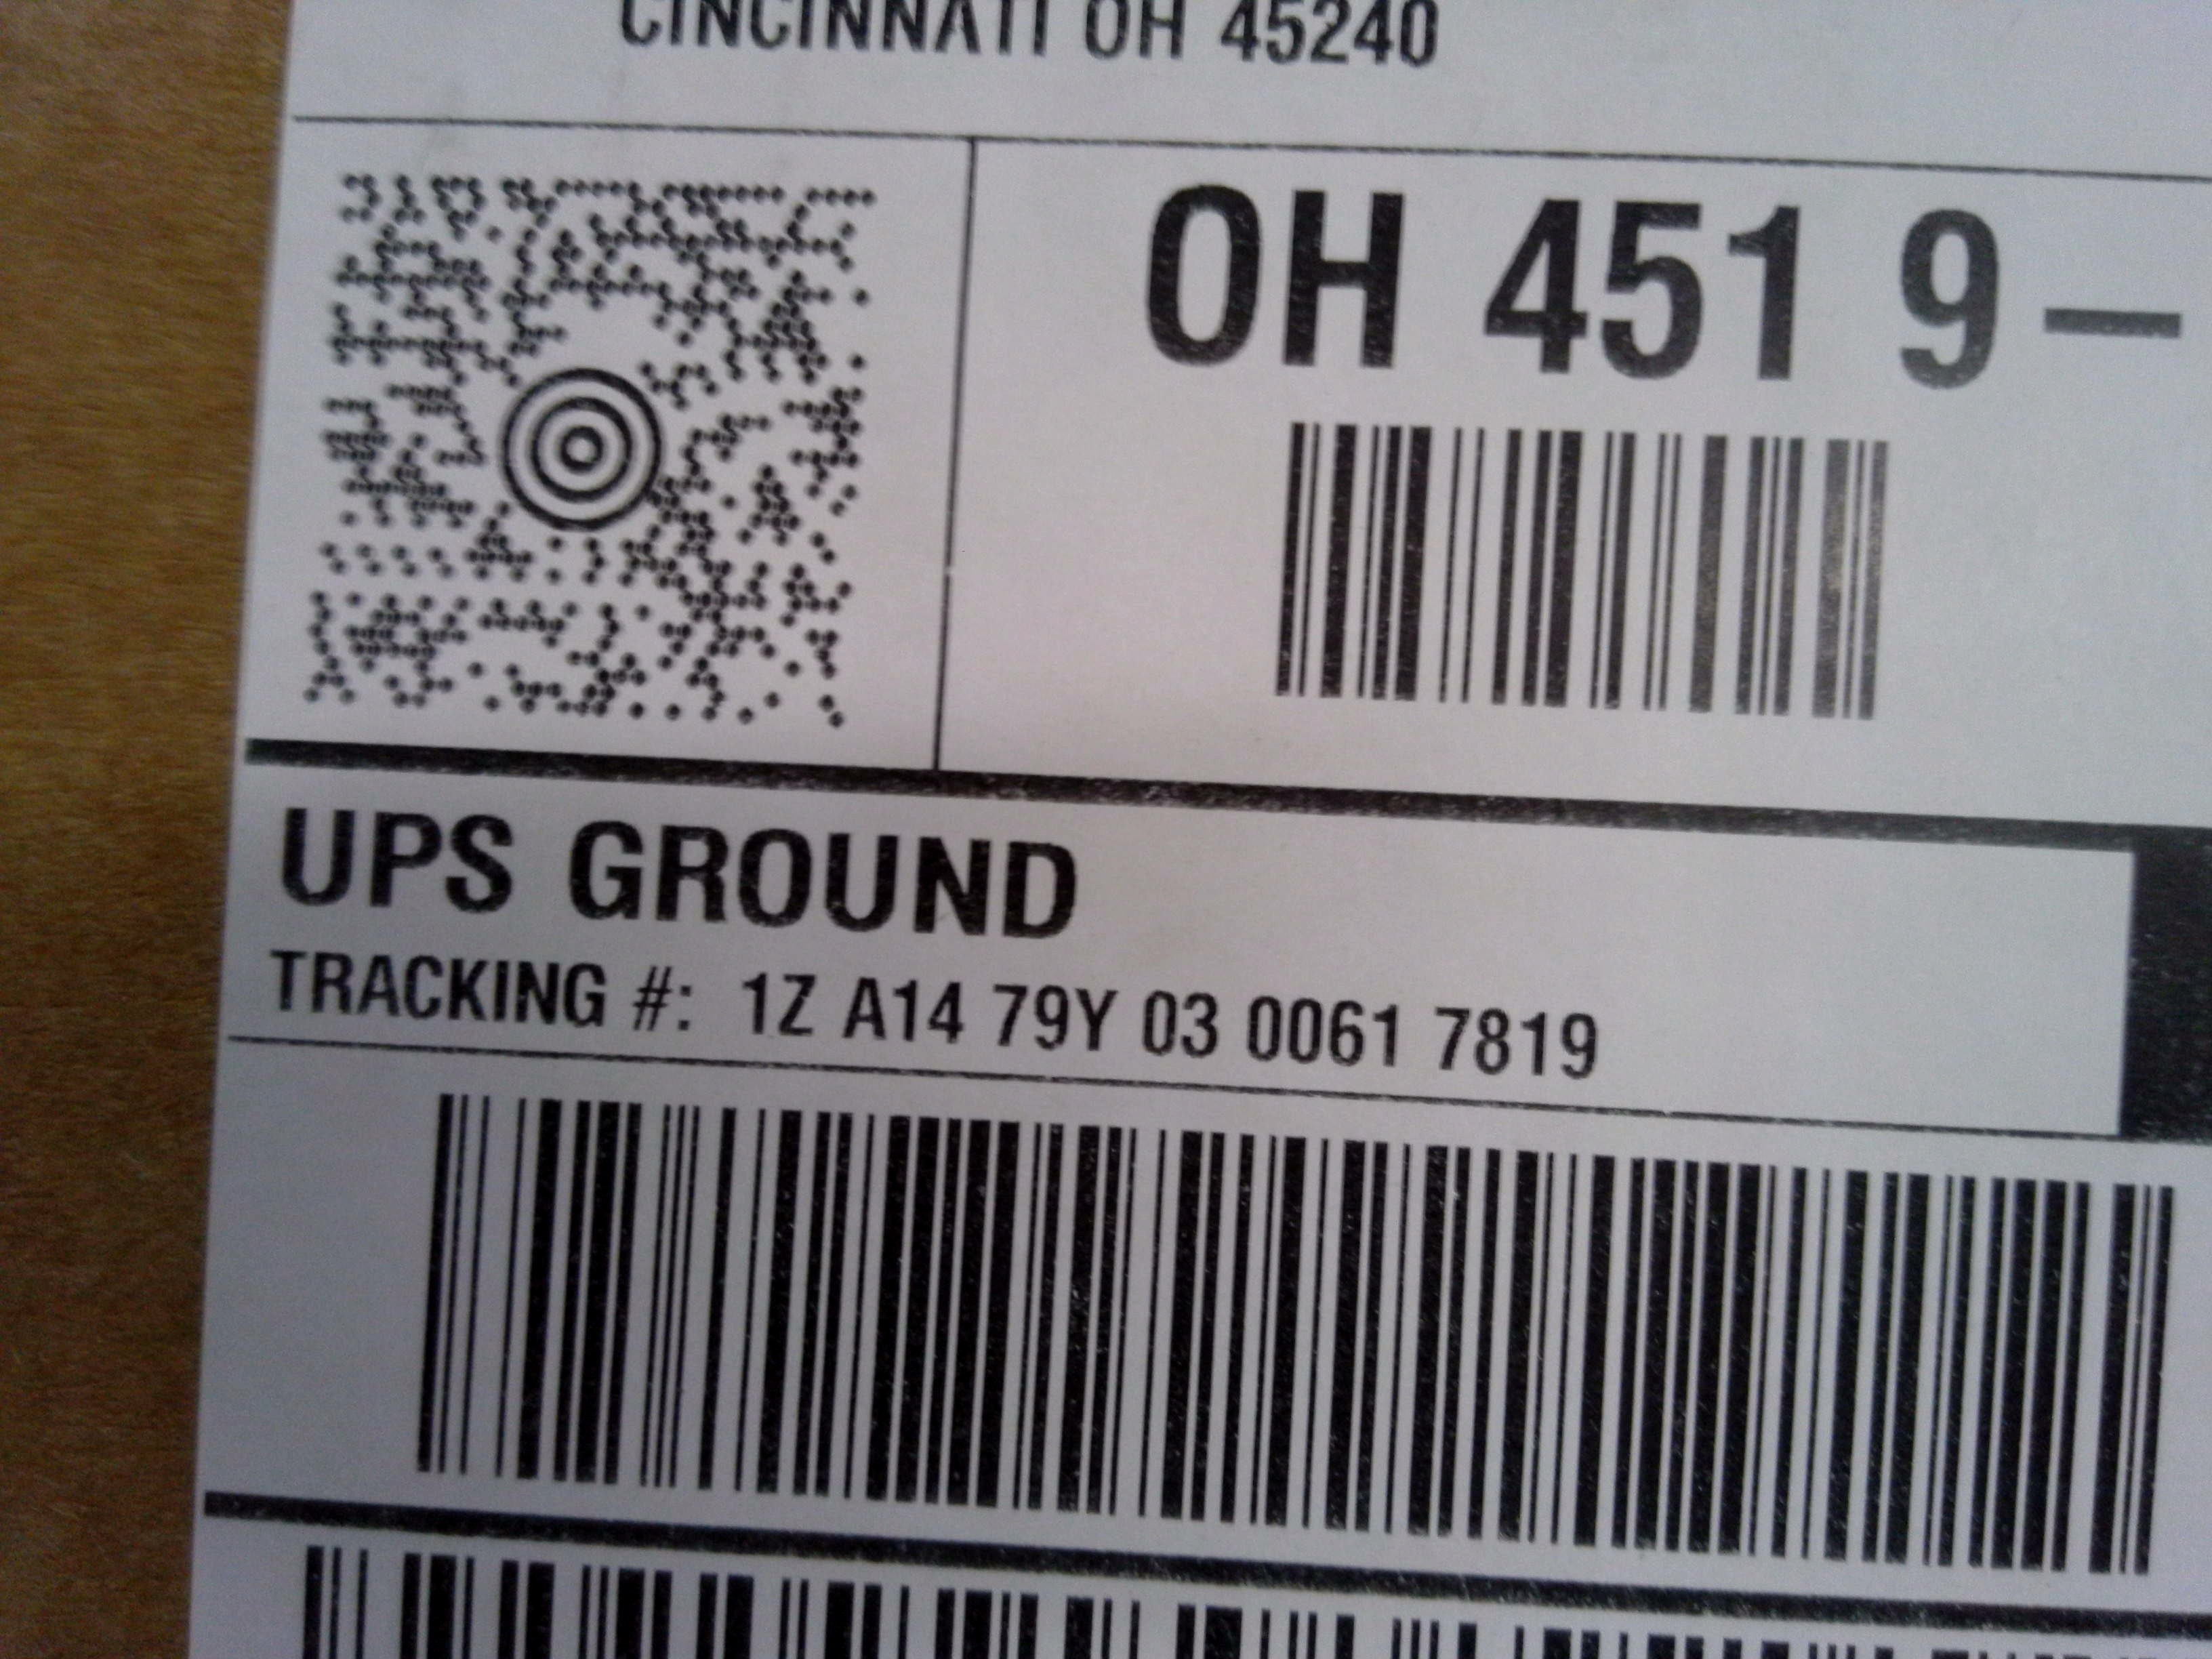 CINCINNATI OH 45240
OH 451 9–
UPS GROUND
TRACKING #: 1Z A14 79Y 03 0061 7819